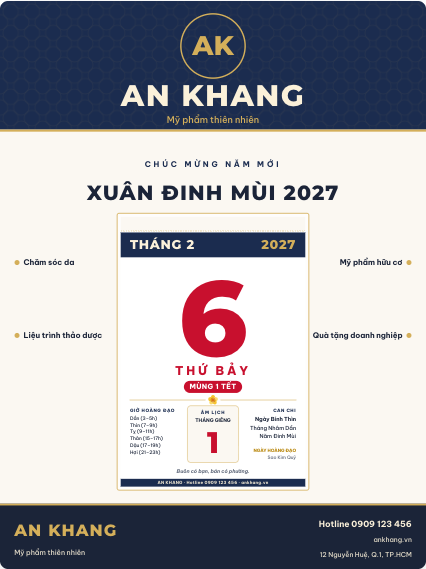 AK
AN KHANG
Mỹ phẩm thiên nhiên
CHÚC MỪNG NĂM MỚI
XUÂN ĐINH MÙI 2027
THÁNG 2 2027
Chăm sóc da
Mỹ phẩm hữu cơ
6
Liệu trình thảo dược
Quà tặng doanh nghiệp
THỨ BẢY
MÙNG 1 TẾT
GIỜ HOÀNG ĐẠO
Dần (3–5h)
Thìn (7–9h)
Tỵ (9–11h)
Thân (15–17h)
Dậu (17–19h)
Hợi (21–23h)
ÂM LỊCH
THÁNG GIÊNG
1
CAN CHI
Ngày Bính Thìn
Tháng Nhâm Dần
Năm Đinh Mùi
NGÀY HOÀNG ĐẠO
Sao Kim Quỹ
Buôn có bạn, bán có phường.
AN KHANG · Hotline 0909 123 456 · ankhang.vn
AN KHANG
Mỹ phẩm thiên nhiên
Hotline 0909 123 456
ankhang.vn
12 Nguyễn Huệ, Q.1, TP.HCM